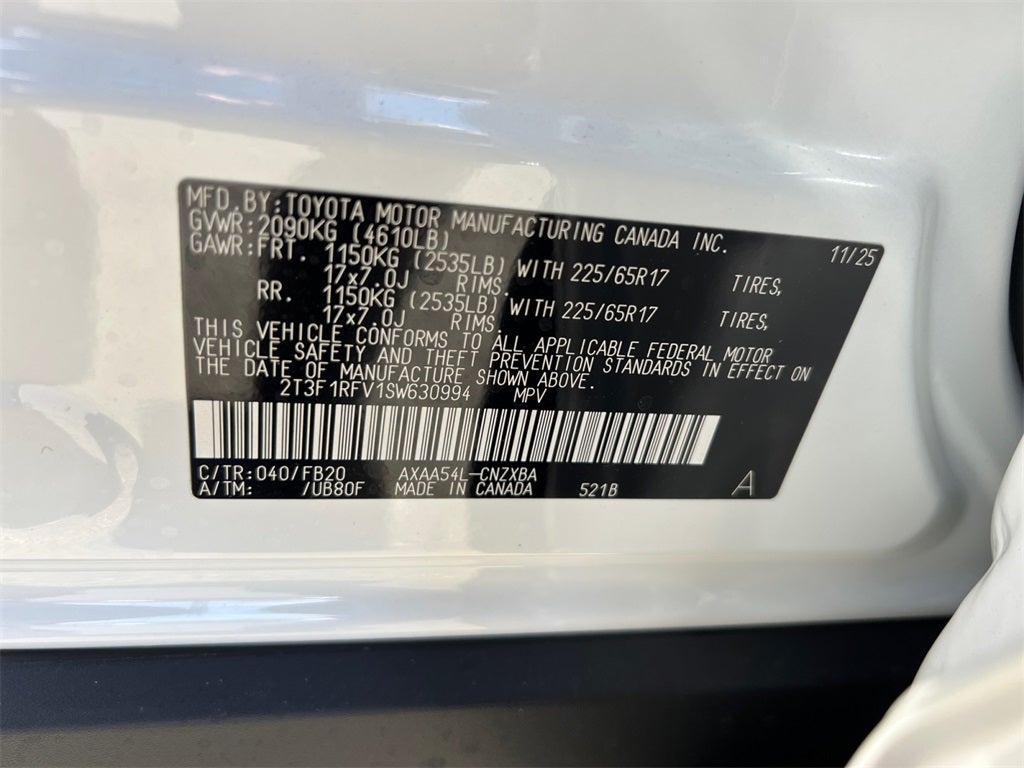 MFD. BY: TOYOTA MOTOR MANUFACTURING CANADA INC. 11/25
GVWR: 2090KG (4610LB)
GAWR: FRT. 1150KG (2535LB) WITH 225/65R17 TIRES,
17x7.0J RIMS.
RR. 1150KG (2535LB) WITH 225/65R17 TIRES,
17x7.0J RIMS.
THIS VEHICLE CONFORMS TO ALL APPLICABLE FEDERAL MOTOR
VEHICLE SAFETY AND THEFT PREVENTION STANDARDS IN EFFECT ON
THE DATE OF MANUFACTURE SHOWN ABOVE.
2T3F1RFV1SW630994 MPV
C/TR: 040/FB20 AXAA54L-CNZXBA
A/TM: /UB80F MADE IN CANADA 521B A